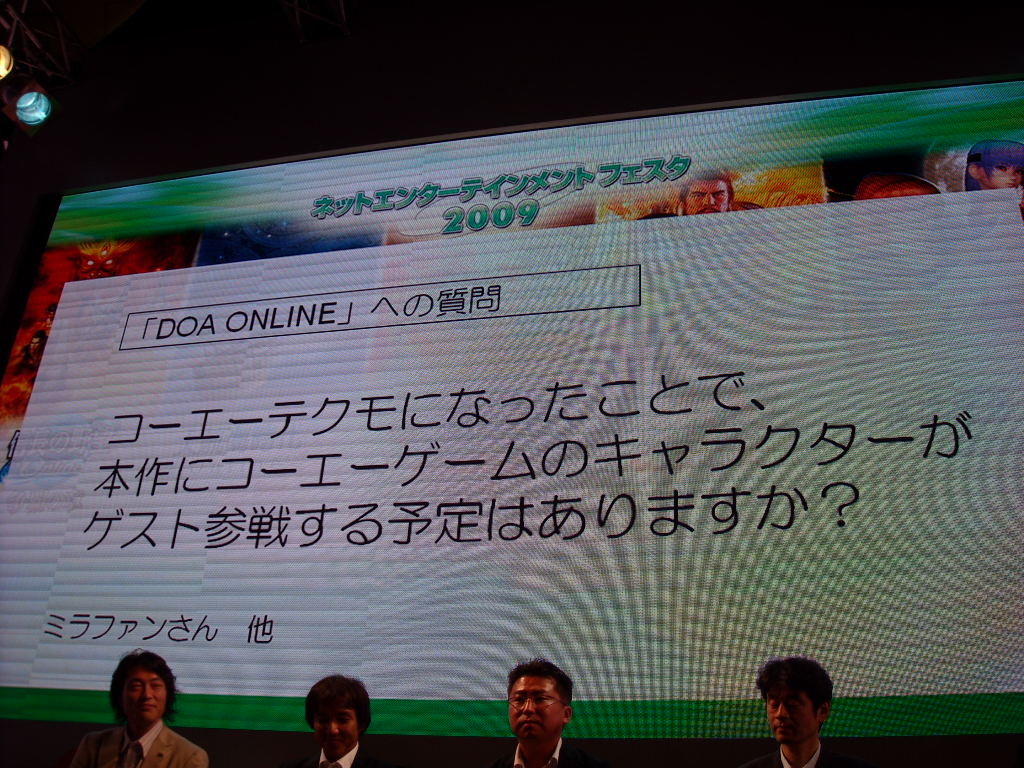 ネットエンターテインメントフェスタ
2009
「DOA ONLINE」への質問
コーエーテクモになったことで、
本作にコーエーゲームのキャラクターが
ゲスト参戦する予定はありますか？
ミラファンさん　他